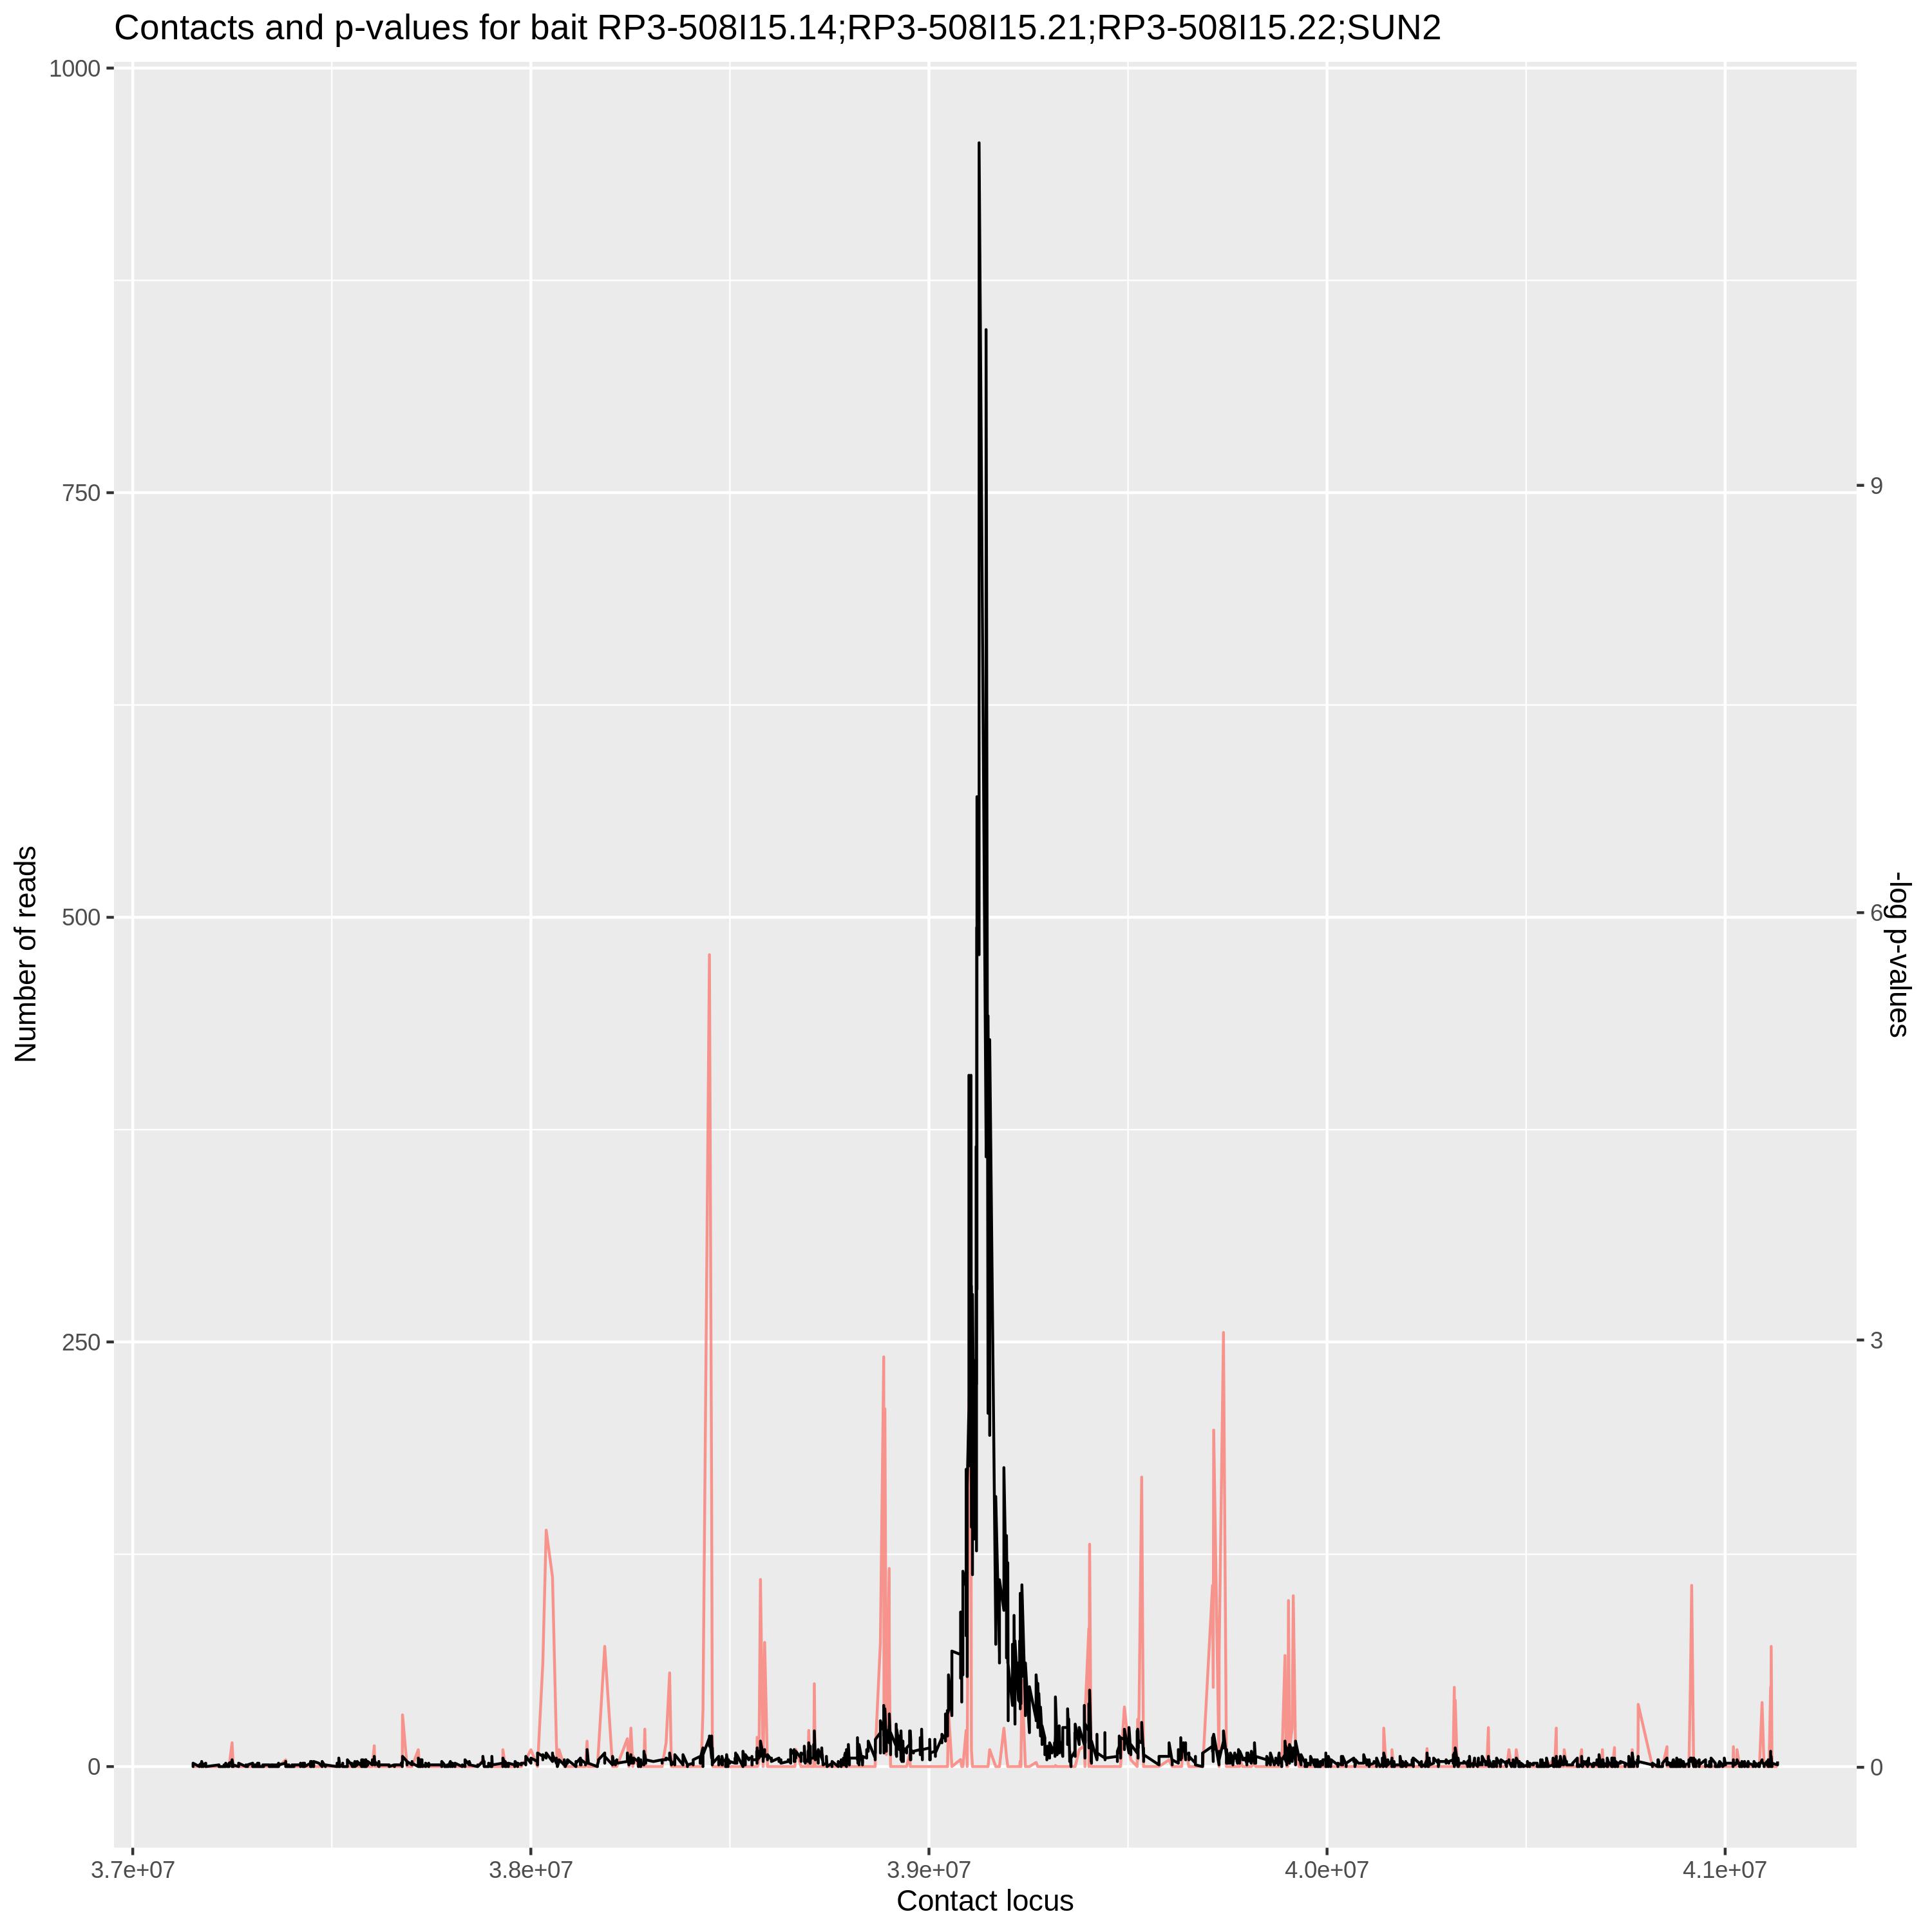 Contacts and p-values for bait RP3-508I15.14;RP3-508I15.21;RP3-508I15.22;SUN2
1000
750
500
250
0
Number of reads
9
6
3
0
-log p-values
3.7e+07
3.8e+07
3.9e+07
4.0e+07
4.1e+07
Contact locus